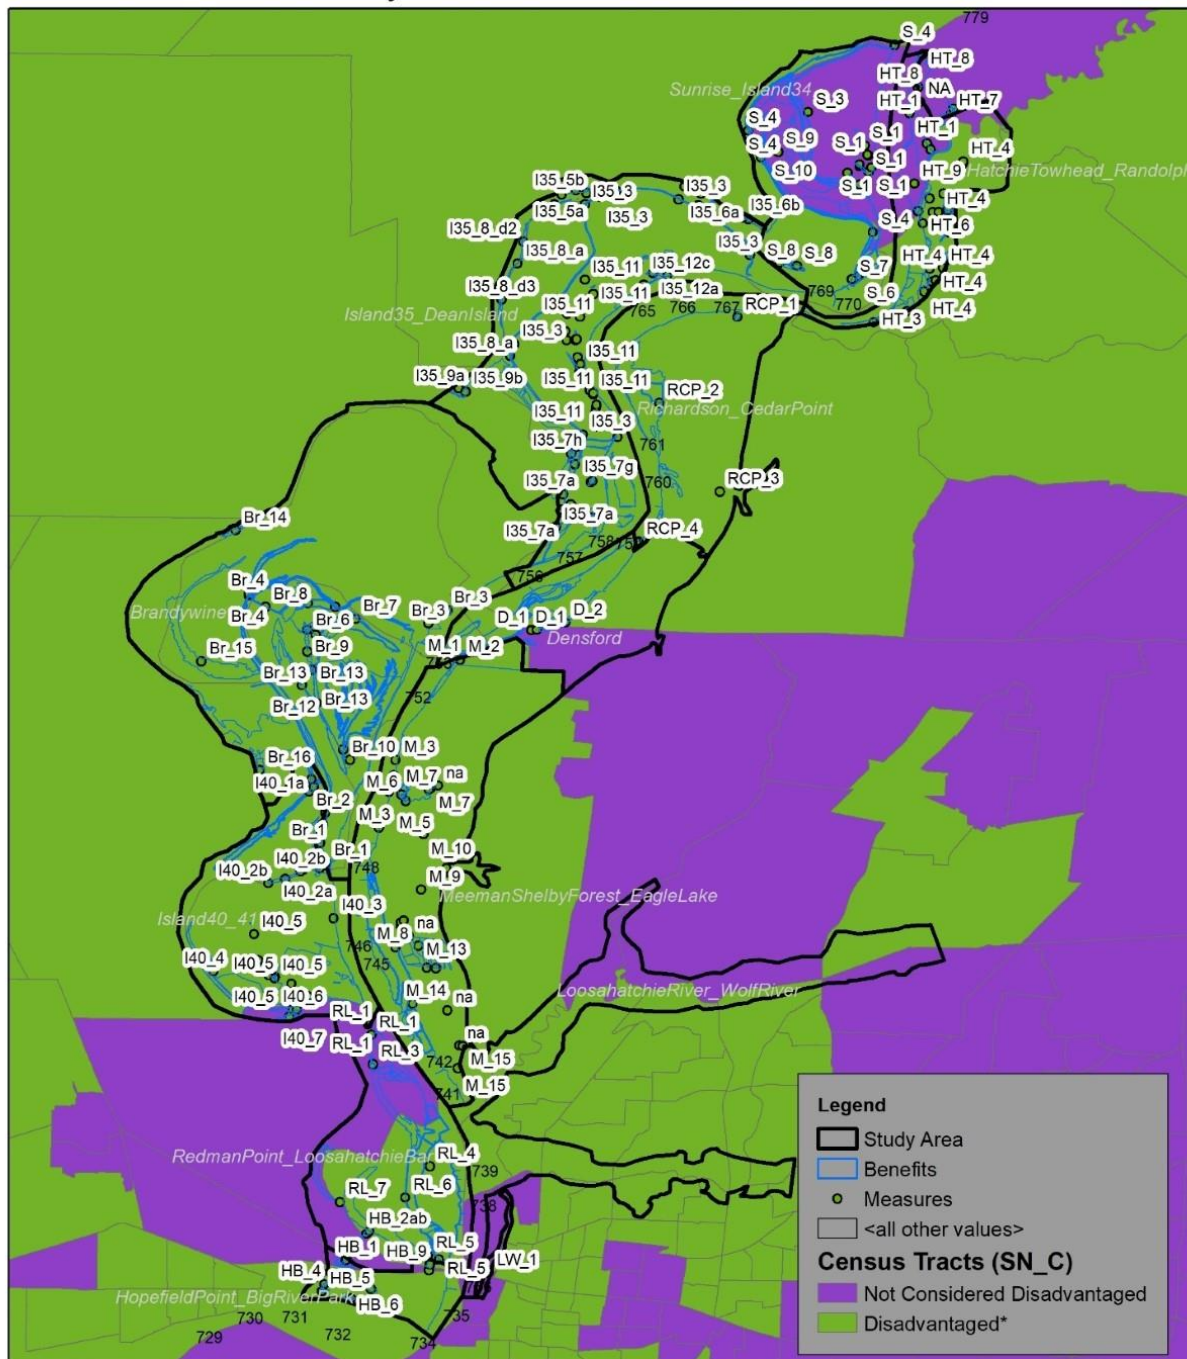 779
S_4
HT_8
HT_8
Sunrise_Island34
NA
S_3
HT_1
HT_7
S_4
S_1
HT_1
S_4
S_9
S_1
HT_4
S_1
S_10
HT_9
HatchieTowhead_Randolph
S_1
S_1
I35_5b
I35_3
I35_3
HT_4
I35_5a
I35_6b
I35_3
I35_6a
S_4
HT_6
I35_8_d2
I35_3
I35_8_a
S_8
S_8
HT_4
HT_4
I35_11
I35_12c
S_7
I35_8_d3
I35_11
I35_12a
769
HT_4
S_6
I35_11
765
766
767
RCP_1
770
HT_4
Island35_DeanIsland
HT_3
I35_3
I35_8_a
I35_11
I35_9a
I35_9b
I35_11
I35_11
RCP_2
I35_11
Richardson_CedarPoint
I35_3
I35_7h
761
I35_7g
I35_7a
760
RCP_3
I35_7a
Br_14
I35_7a
RCP_4
758
757
756
Br_4
Br_8
Br_3
Brandywine
Br_4
Br_7
Br_3
D_1
D_1
D_2
Br_6
Densford
Br_9
M_1
M_2
Br_15
Br_13
Br_13
752
Br_12
Br_13
Br_10
M_3
Br_16
M_6
M_7
na
I40_1a
Br_2
M_7
M_3
M_5
Br_1
Br_1
M_10
I40_2b
I40_2b
748
M_9
I40_2a
MeemanShelbyForest_EagleLake
I40_3
Island40_41
I40_5
na
M_8
746
M_13
I40_4
I40_5
I40_5
745
LoosahatchieRiver_WolfRiver
I40_5
I40_6
M_14
na
RL_1
RL_1
I40_7
RL_1
RL_3
na
742
M_15
M_15
741
RedmanPoint_LoosahatchieBar
RL_4
739
RL_7
RL_6
738
HB_2ab
HB_1
HB_9
RL_5
LW_1
HB_4
HB_5
RL_5
HopefieldPoint_BigRiverPark
HB_6
730
731
735
729
732
734
Legend
Study Area
Benefits
Measures
<all other values>
Census Tracts (SN_C)
Not Considered Disadvantaged
Disadvantaged*